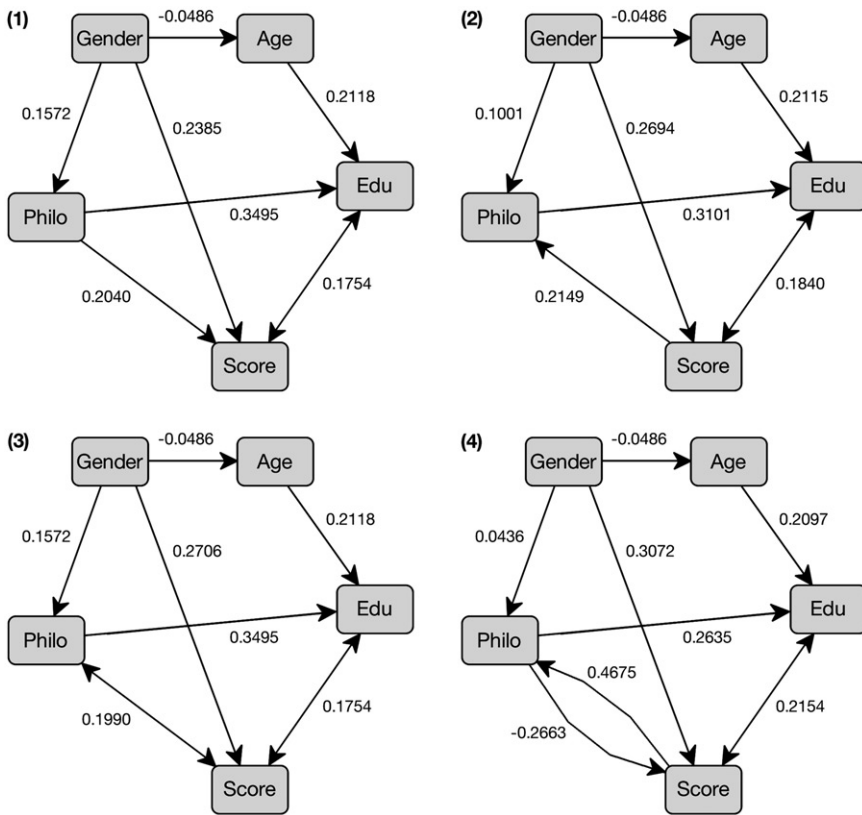 (1)
-0.0486
Gender
Age
0.1572
0.2385
0.2118
Philo
Edu
0.3495
0.2040
0.1754
Score
(2)
-0.0486
Gender
Age
0.1001
0.2694
0.2115
Philo
Edu
0.3101
0.2149
0.1840
Score
(3)
-0.0486
Gender
Age
0.1572
0.2706
0.2118
Philo
Edu
0.3495
0.1990
0.1754
Score
(4)
-0.0486
Gender
Age
0.0436
0.3072
0.2097
Philo
Edu
0.2635
0.4675
-0.2663
0.2154
Score